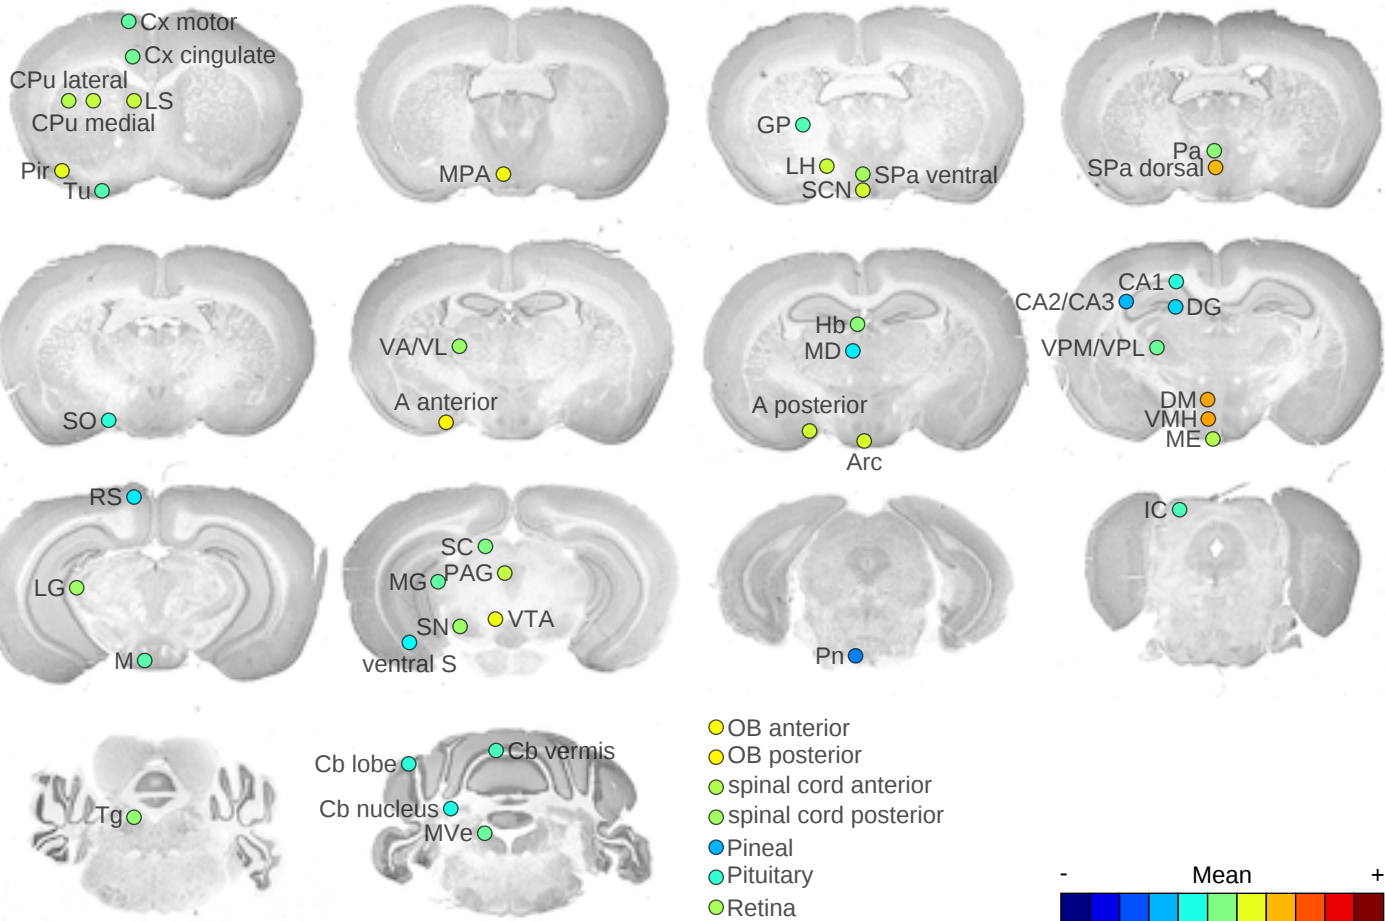 Cx motor
Cx cingulate
CPu lateral
LS
CPu medial
Pir
Tu
MPA
GP
LH
SPa ventral
SCN
Pa
SPa dorsal
SO
VA/VL
A anterior
Hb
MD
A posterior
Arc
CA1
CA2/CA3
DG
VPM/VPL
DM
VMH
ME
RS
LG
M
SC
MG
PAG
SN
VTA
ventral S
Pn
IC
Tg
Cb lobe
Cb vermis
Cb nucleus
MVe
OB anterior
OB posterior
spinal cord anterior
spinal cord posterior
Pineal
Pituitary
Retina
- Mean +